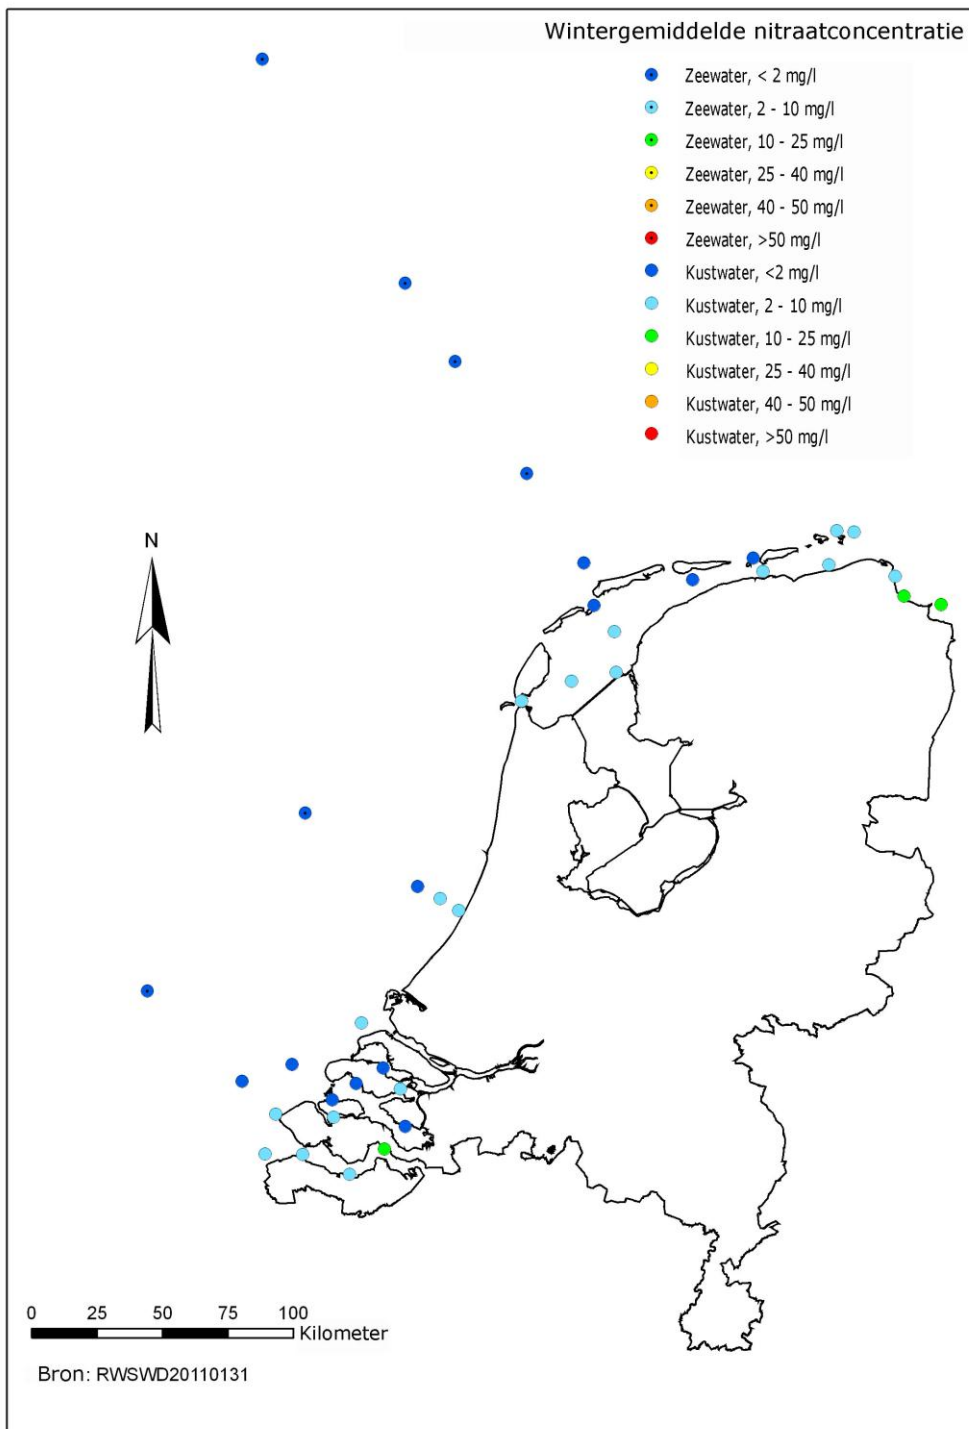 Wintergemiddelde nitraatconcentratie
Zeewater, < 2 mg/l
Zeewater, 2 - 10 mg/l
Zeewater, 10 - 25 mg/l
Zeewater, 25 - 40 mg/l
Zeewater, 40 - 50 mg/l
Zeewater, >50 mg/l
Kustwater, <2 mg/l
Kustwater, 2 - 10 mg/l
Kustwater, 10 - 25 mg/l
Kustwater, 25 - 40 mg/l
Kustwater, 40 - 50 mg/l
Kustwater, >50 mg/l
N
0 25 50 75 100
Kilometer
Bron: RWSWD20110131